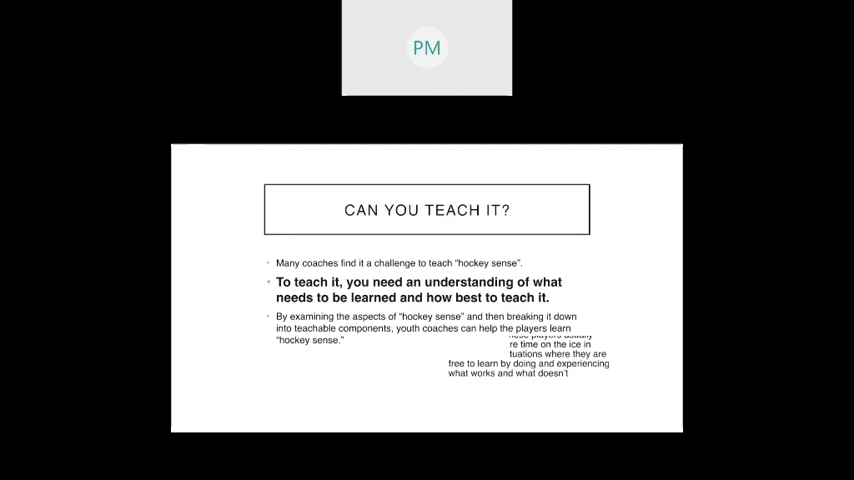 PM
CAN YOU TEACH IT?
Many coaches find it a challenge to teach “hockey sense”.
To teach it, you need an understanding of what
needs to be learned and how best to teach it.
By examining the aspects of “hockey sense” and then breaking it down
into teachable components, youth coaches can help the players learn
“hockey sense.”
players usually
re time on the ice in
tuations where they are
free to learn by doing and experiencing
what works and what doesn’t